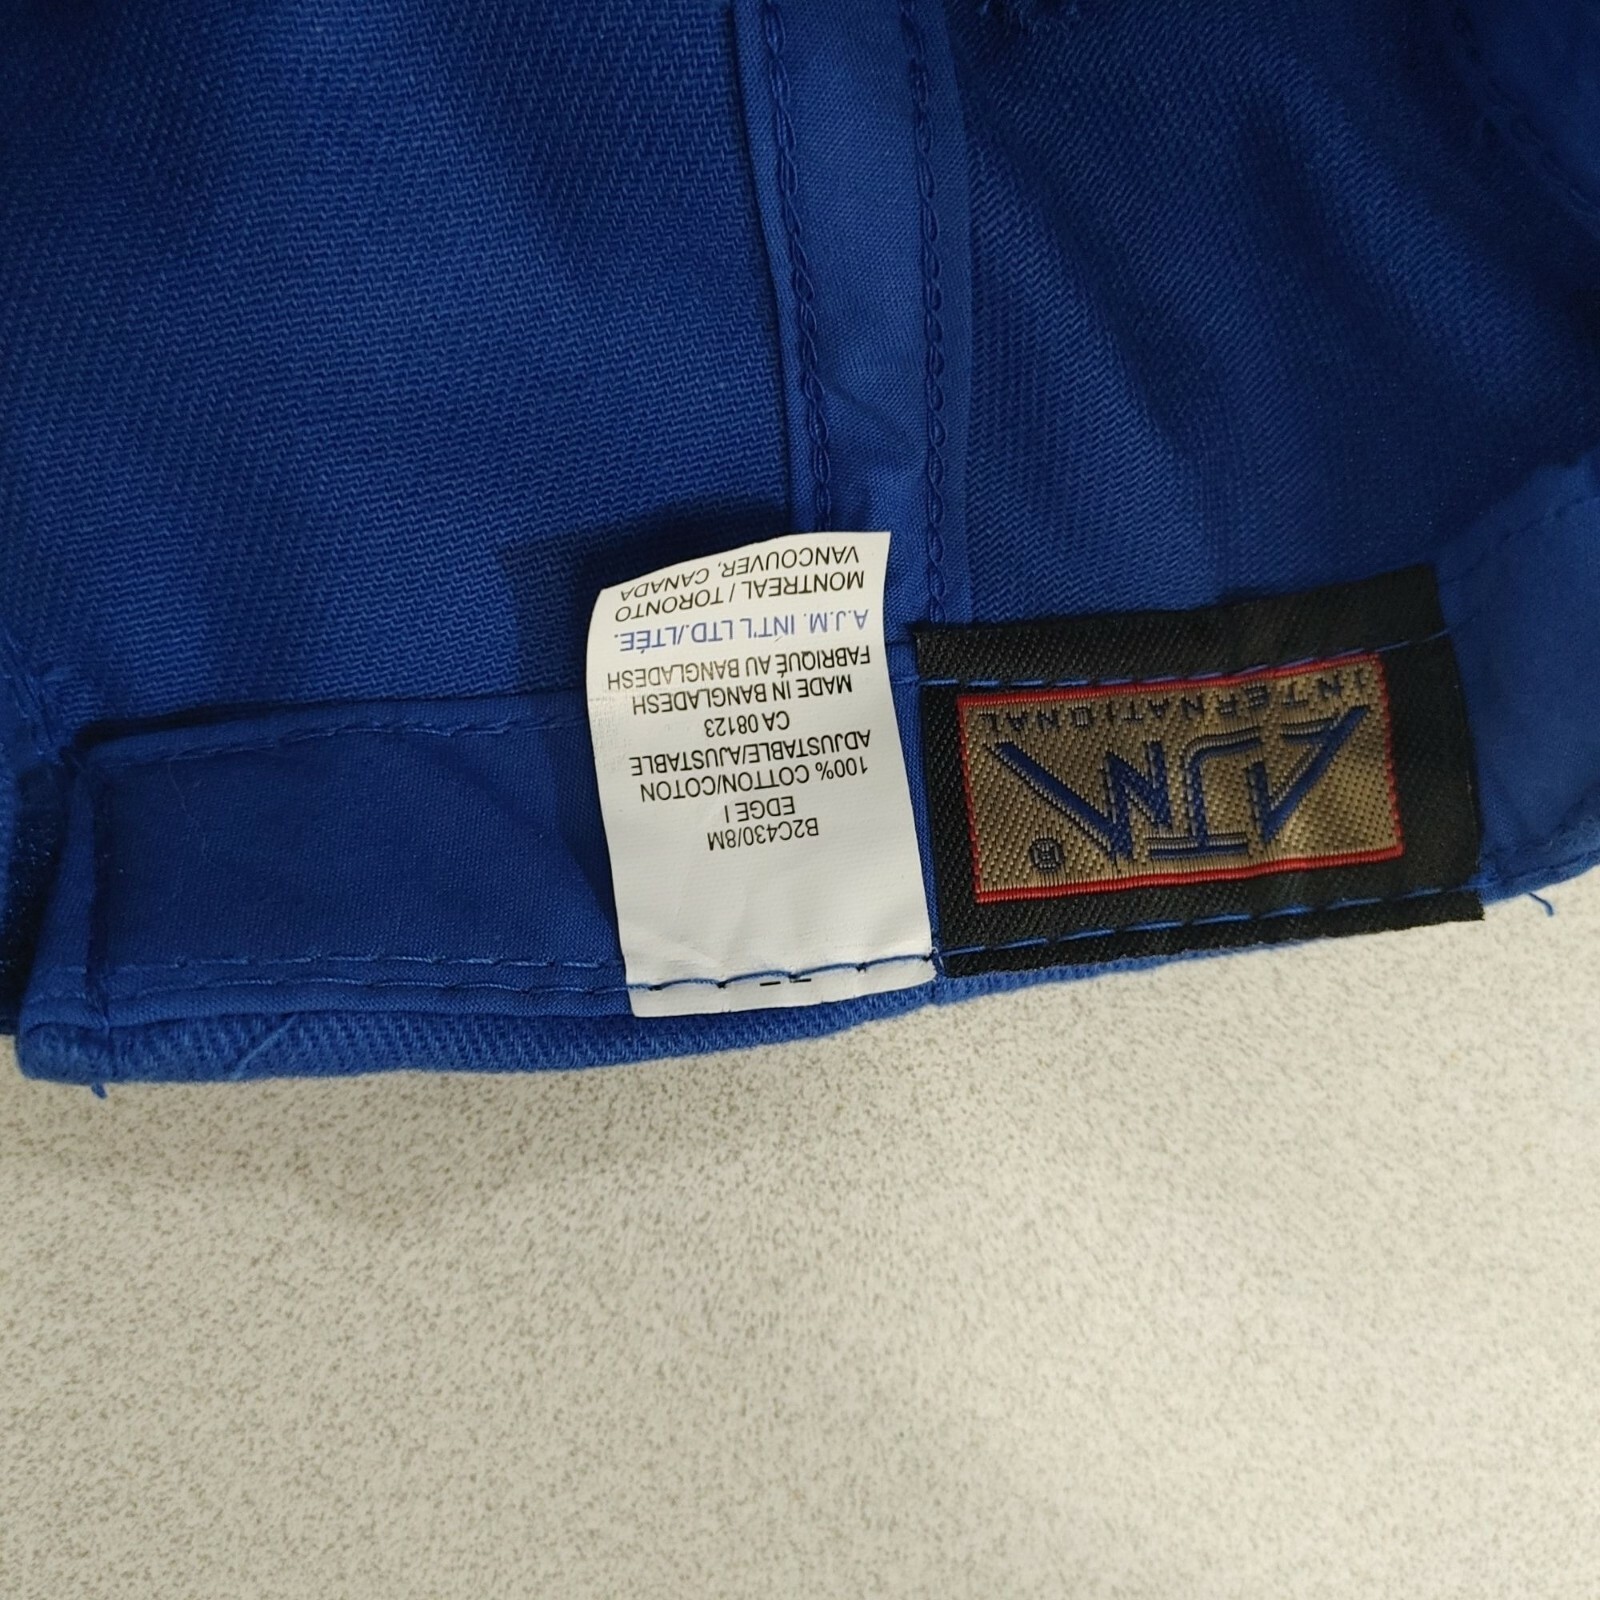 B2C430/8M
EDGE I
100% COTTON/COTON
ADJUSTABLE/AJUSTABLE
CA 08123
MADE IN BANGLADESH
FABRIQUÉ AU BANGLADESH
A.J.M. INT'L LTD./LTÉE.
MONTREAL / TORONTO
VANCOUVER, CANADA
® AJM
INTERNATIONAL